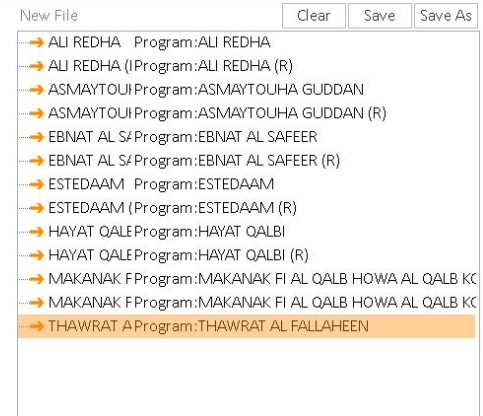 New File Clear Save Save As
ALI REDHA Program:ALI REDHA
ALI REDHA (I Program:ALI REDHA (R)
ASMAYTOUI Program:ASMAYTOUHA GUDDAN
ASMAYTOUI Program:ASMAYTOUHA GUDDAN (R)
EBNAT AL SA Program:EBNAT AL SAFEER
EBNAT AL SA Program:EBNAT AL SAFEER (R)
ESTEDAAM Program:ESTEDAAM
ESTEDAAM ( Program:ESTEDAAM (R)
HAYAT QALE Program:HAYAT QALBI
HAYAT QALE Program:HAYAT QALBI (R)
MAKANAK F Program:MAKANAK FI AL QALB HOWA AL QALB KO
MAKANAK F Program:MAKANAK FI AL QALB HOWA AL QALB KO
THAWRAT A Program:THAWRAT AL FALLAHEEN